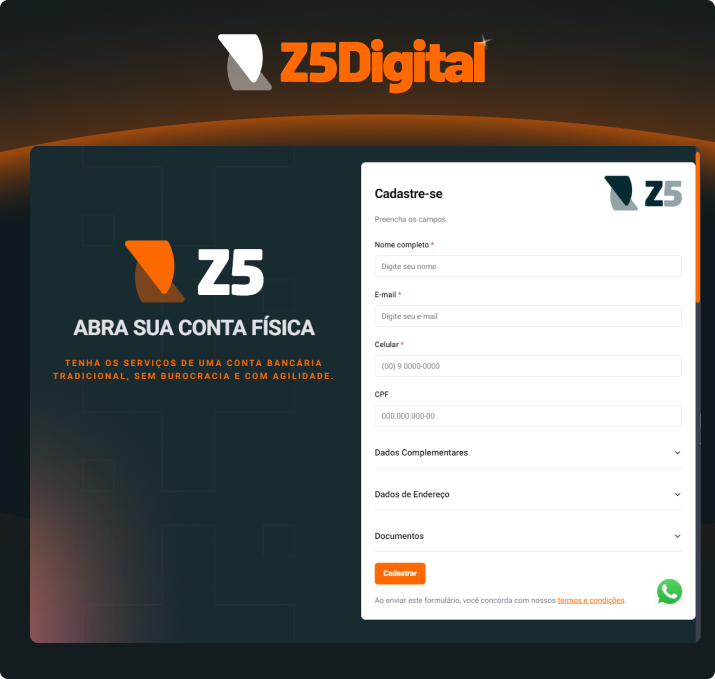 Z5Digital
Z5
ABRA SUA CONTA FÍSICA
TENHA OS SERVIÇOS DE UMA CONTA BANCÁRIA
TRADICIONAL, SEM BUROCRACIA E COM AGILIDADE.
Cadastre-se
Z5
Preencha os campos.
Nome completo *
Digite seu nome
E-mail *
Digite seu e-mail
Celular *
(00) 9 0000-0000
CPF
000.000.000-00
Dados Complementares
Dados de Endereço
Documentos
Cadastrar
Ao enviar este formulário, você concorda com nossos termos e condições.